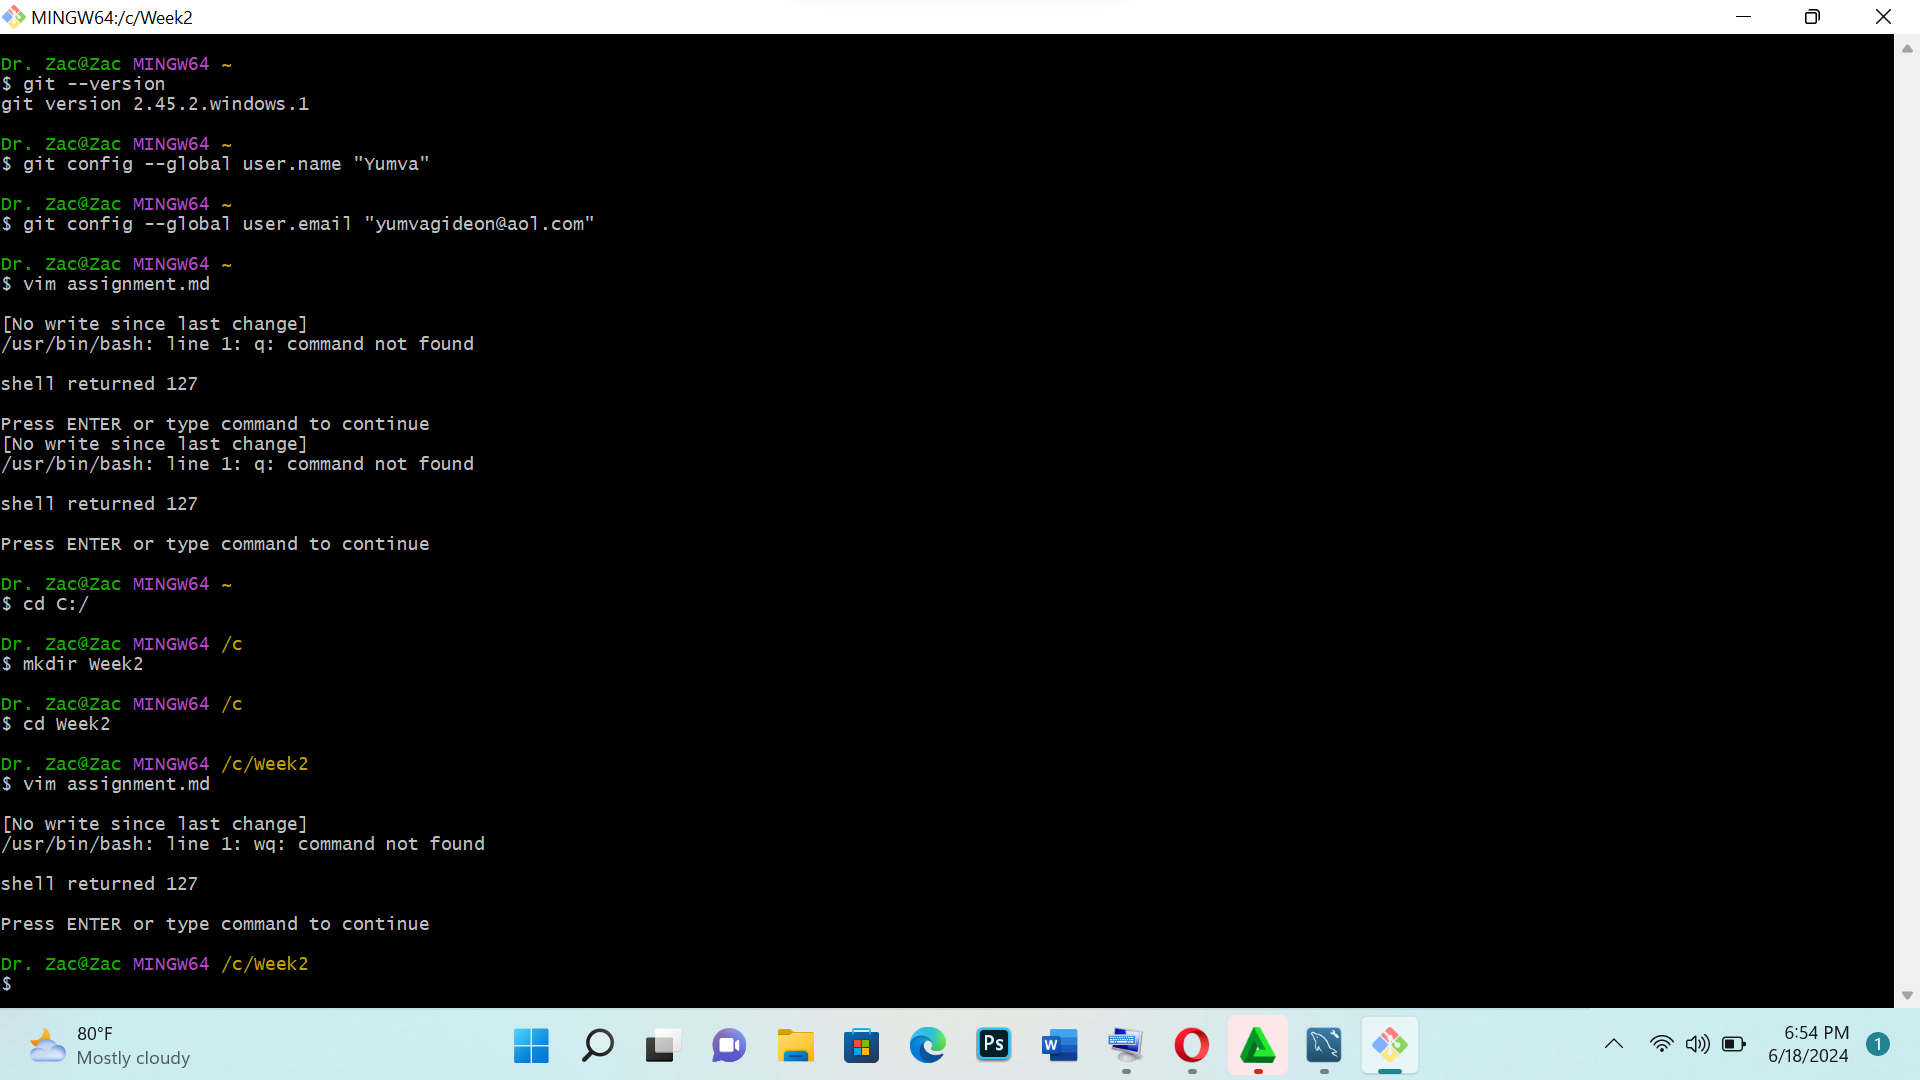 MINGW64:/c/Week2
Dr. Zac@Zac MINGW64 ~
$ git --version
git version 2.45.2.windows.1
Dr. Zac@Zac MINGW64 ~
$ git config --global user.name "Yumva"
Dr. Zac@Zac MINGW64 ~
$ git config --global user.email "yumvagideon@aol.com"
Dr. Zac@Zac MINGW64 ~
$ vim assignment.md
[No write since last change]
/usr/bin/bash: line 1: q: command not found
shell returned 127
Press ENTER or type command to continue
[No write since last change]
/usr/bin/bash: line 1: q: command not found
shell returned 127
Press ENTER or type command to continue
Dr. Zac@Zac MINGW64 ~
$ cd C:/
Dr. Zac@Zac MINGW64 /c
$ mkdir Week2
Dr. Zac@Zac MINGW64 /c
$ cd Week2
Dr. Zac@Zac MINGW64 /c/Week2
$ vim assignment.md
[No write since last change]
/usr/bin/bash: line 1: wq: command not found
shell returned 127
Press ENTER or type command to continue
Dr. Zac@Zac MINGW64 /c/Week2
$
80°F
Mostly cloudy
Ps
W
6:54 PM
6/18/2024
1